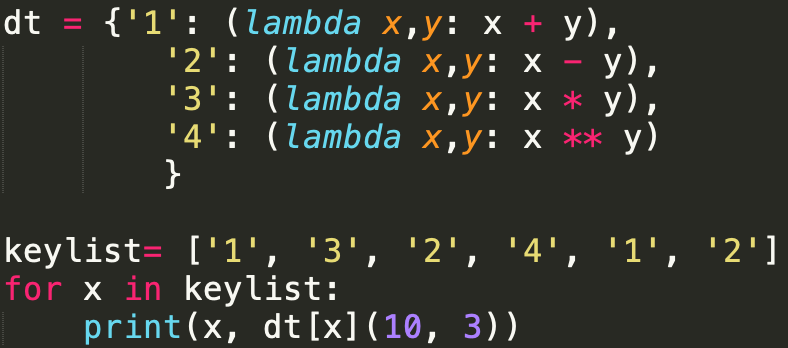 dt = {'1': (lambda x,y: x + y),
        '2': (lambda x,y: x - y),
        '3': (lambda x,y: x * y),
        '4': (lambda x,y: x ** y)
        }
keylist= ['1', '3', '2', '4', '1', '2']
for x in keylist:
    print(x, dt[x](10, 3))